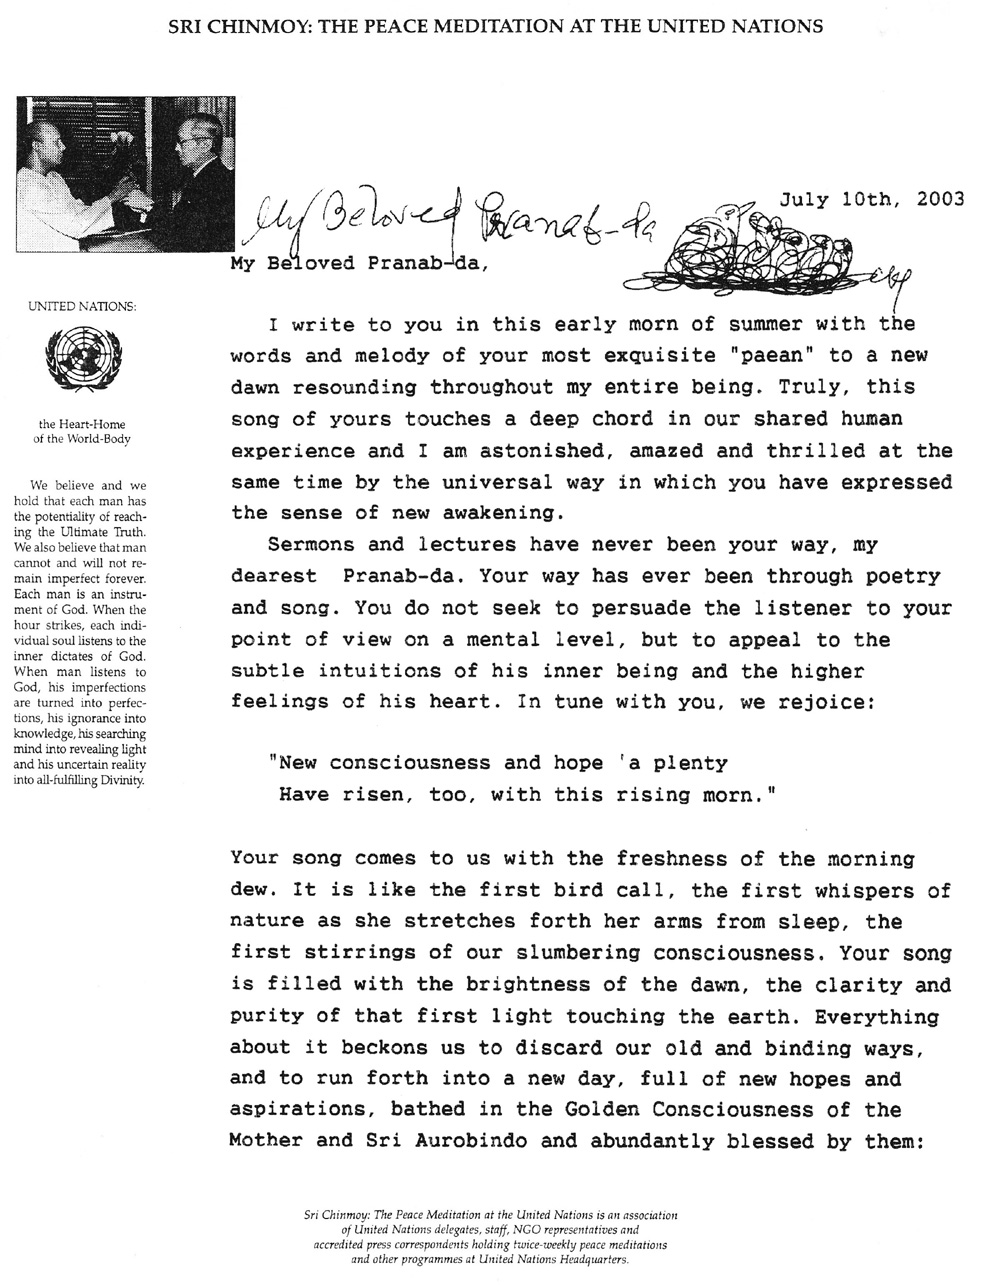 SRI CHINMOY: THE PEACE MEDITATION AT THE UNITED NATIONS
July 10th, 2003
My Beloved Pranab-da
My Beloved Pranab-da,
UNITED NATIONS:
the Heart-Home
of the World-Body
We believe and we
hold that each man has
the potentiality of reach-
ing the Ultimate Truth.
We also believe that man
cannot and will not re-
main imperfect forever.
Each man is an instru-
ment of God. When the
hour strikes, each indi-
vidual soul listens to the
inner dictates of God.
When man listens to
God, his imperfections
are turned into perfec-
tions, his ignorance into
knowledge, his searching
mind into revealing light
and his uncertain reality
into all-fulfilling Divinity.
I write to you in this early morn of summer with the
words and melody of your most exquisite "paean" to a new
dawn resounding throughout my entire being. Truly, this
song of yours touches a deep chord in our shared human
experience and I am astonished, amazed and thrilled at the
same time by the universal way in which you have expressed
the sense of new awakening.
Sermons and lectures have never been your way, my
dearest Pranab-da. Your way has ever been through poetry
and song. You do not seek to persuade the listener to your
point of view on a mental level, but to appeal to the
subtle intuitions of his inner being and the higher
feelings of his heart. In tune with you, we rejoice:
"New consciousness and hope 'a plenty
Have risen, too, with this rising morn."
Your song comes to us with the freshness of the morning
dew. It is like the first bird call, the first whispers of
nature as she stretches forth her arms from sleep, the
first stirrings of our slumbering consciousness. Your song
is filled with the brightness of the dawn, the clarity and
purity of that first light touching the earth. Everything
about it beckons us to discard our old and binding ways,
and to run forth into a new day, full of new hopes and
aspirations, bathed in the Golden Consciousness of the
Mother and Sri Aurobindo and abundantly blessed by them:
Sri Chinmoy: The Peace Meditation at the United Nations is an association
of United Nations delegates, staff, NGO representatives and
accredited press correspondents holding twice-weekly peace meditations
and other programmes at United Nations Headquarters.